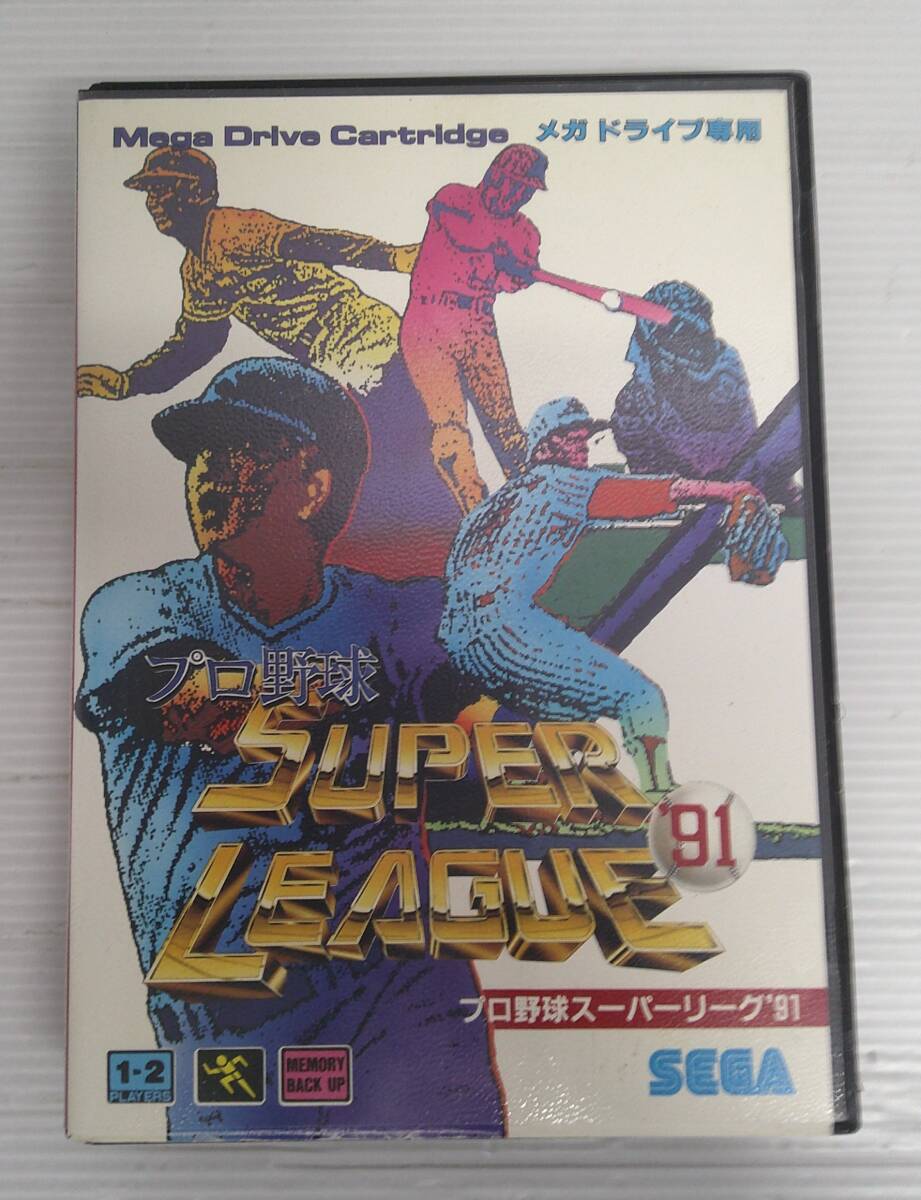 Mega Drive Cartridge メガドライブ専用
プロ野球
SUPER
LEAGUE
'91
プロ野球スーパーリーグ'91
1-2
PLAYERS
MEMORY
BACK UP
SEGA